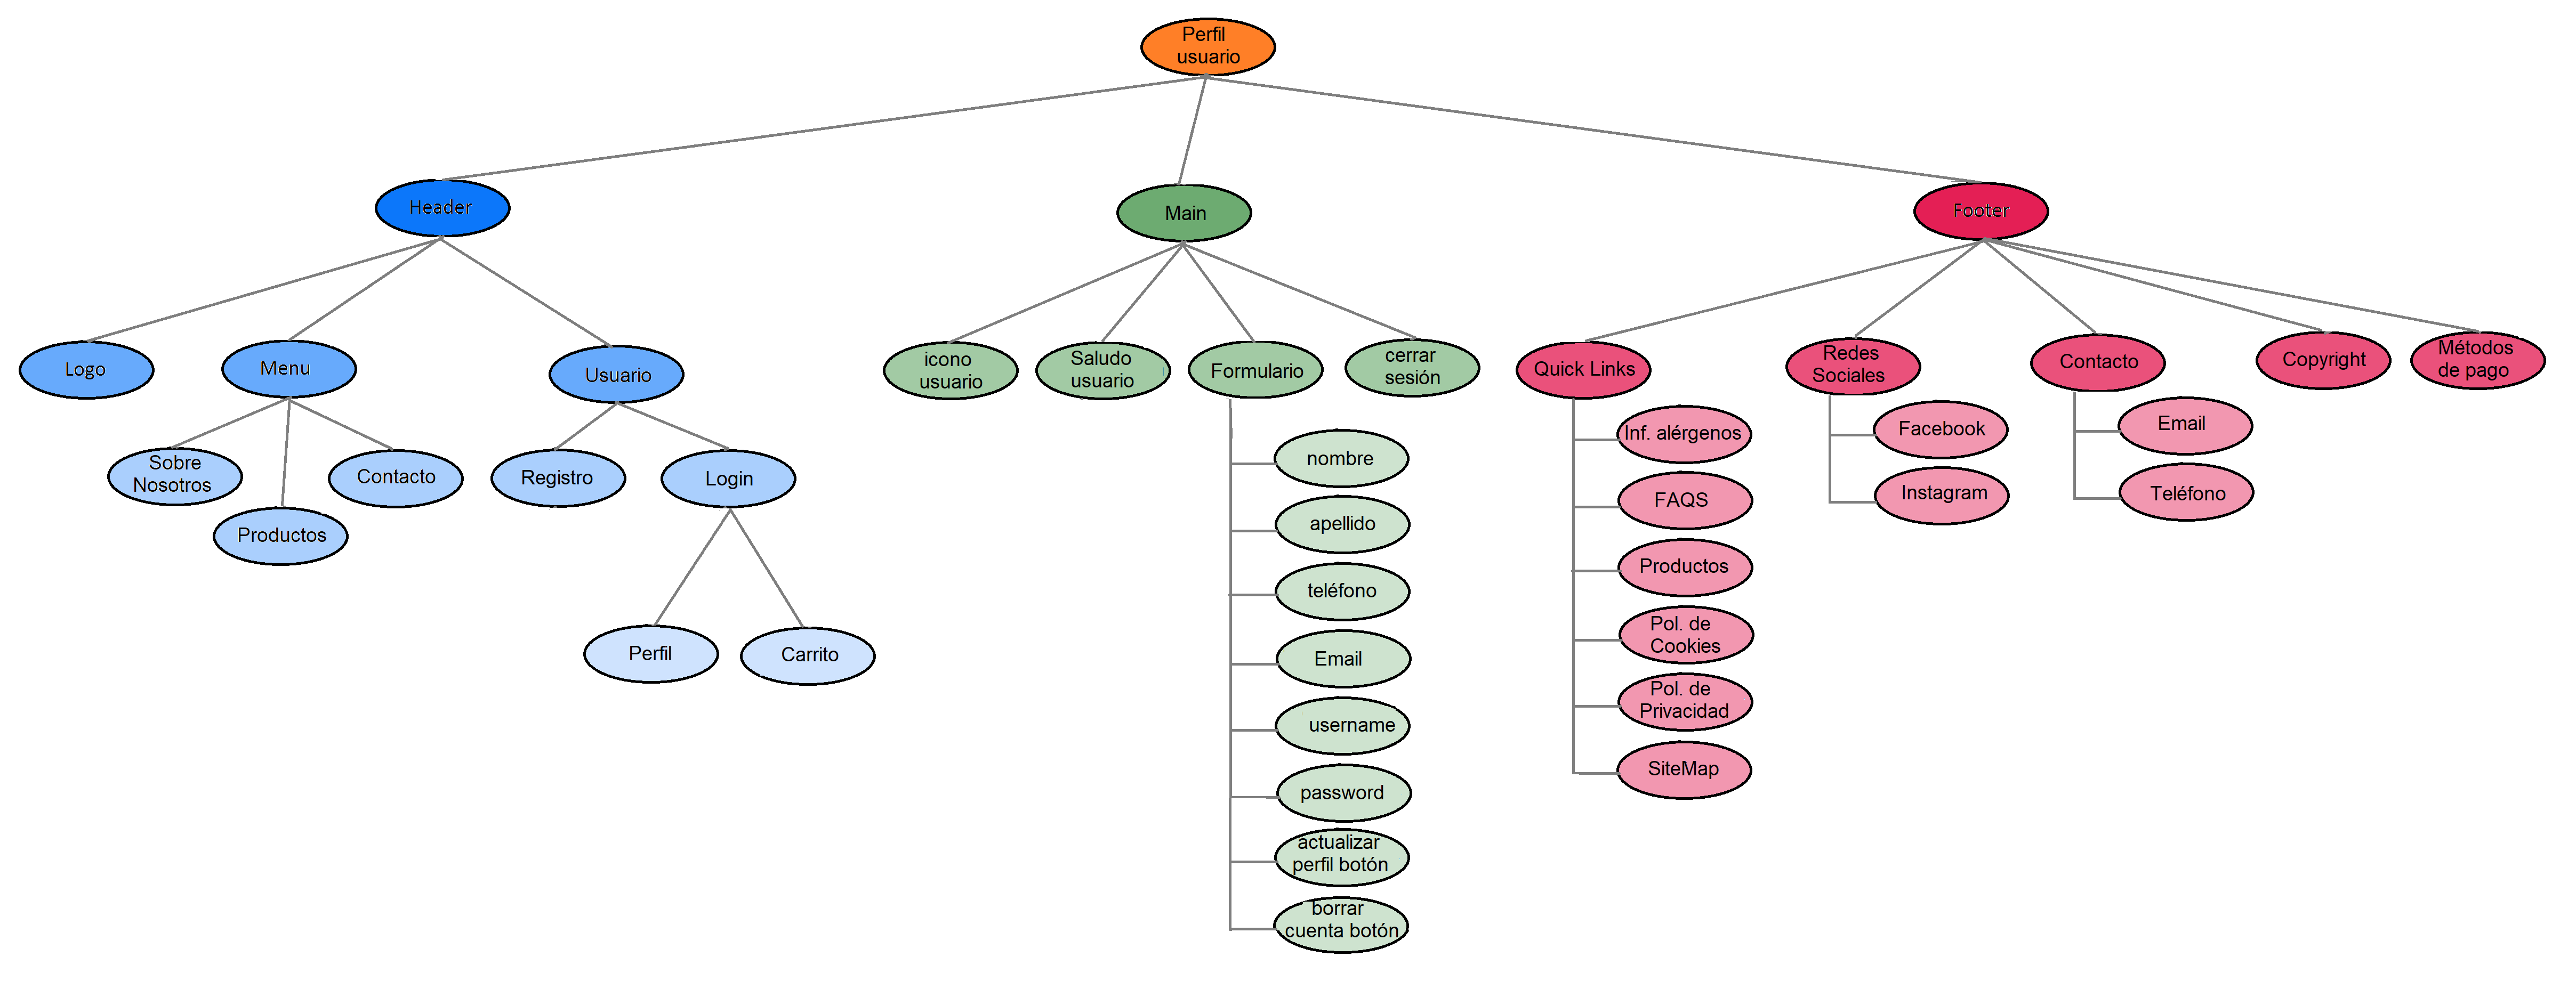 Perfil
usuario
Header
Main
Footer
Logo
Menu
Usuario
icono
usuario
Saludo
usuario
Formulario
cerrar
sesión
Quick Links
Redes
Sociales
Contacto
Copyright
Métodos
de pago
Sobre
Nosotros
Productos
Contacto
Registro
Login
Perfil
Carrito
nombre
apellido
teléfono
Email
username
password
actualizar
perfil botón
borrar
cuenta botón
Inf. alérgenos
FAQS
Productos
Pol. de
Cookies
Pol. de
Privacidad
SiteMap
Facebook
Instagram
Email
Teléfono